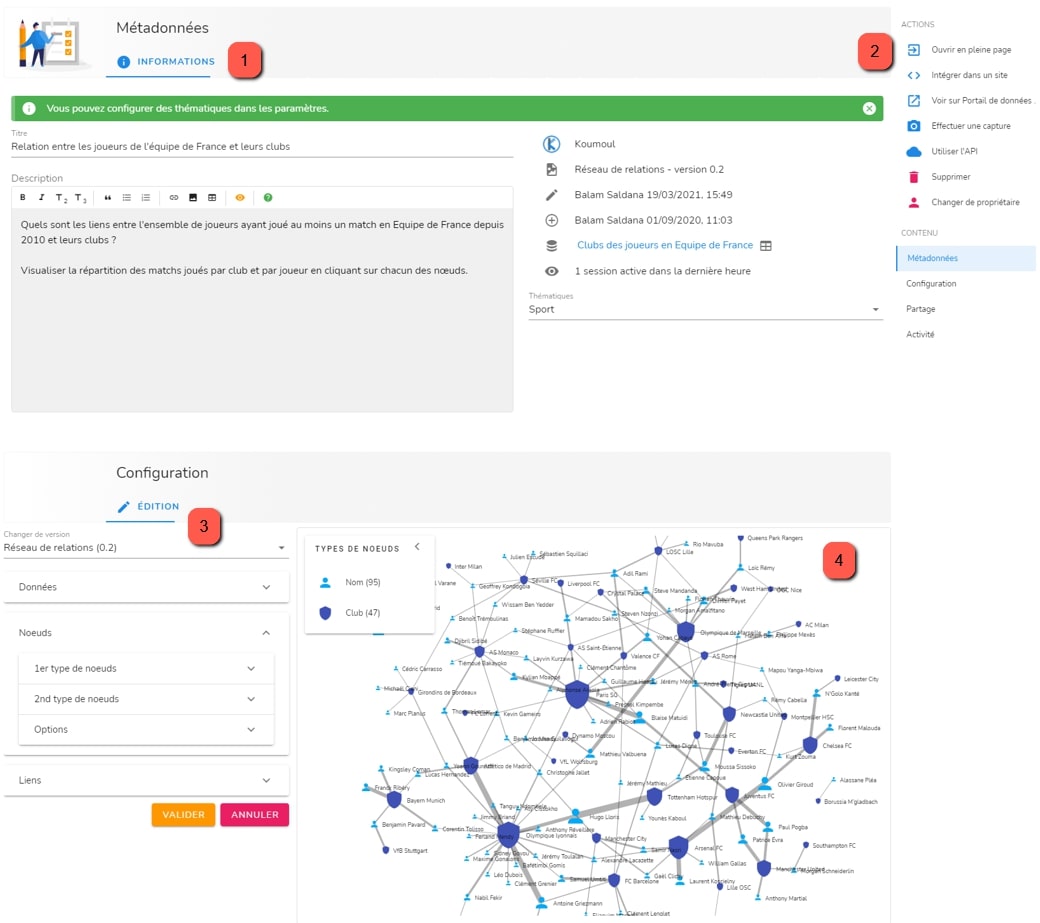 Métadonnées
INFORMATIONS
1
Vous pouvez configurer des thématiques dans les paramètres.
Titre
Relation entre les joueurs de l'équipe de France et leurs clubs
Description
Quels sont les liens entre l'ensemble de joueurs ayant joué au moins un match en Equipe de France depuis
2010 et leurs clubs ?
Visualiser la répartition des matchs joués par club et par joueur en cliquant sur chacun des nœuds.
Koumoul
Réseau de relations - version 0.2
Balam Saldana 19/03/2021, 15:49
Balam Saldana 01/09/2020, 11:03
Clubs des joueurs en Equipe de France
1 session active dans la dernière heure
Thématiques
Sport
2
ACTIONS
Ouvrir en pleine page
Intégrer dans un site
Voir sur Portail de données
Effectuer une capture
Utiliser l'API
Supprimer
Changer de propriétaire
CONTENU
Métadonnées
Configuration
Partage
Activité
Configuration
ÉDITION
3
Changer de version
Réseau de relations (0.2)
Données
Noeuds
1er type de noeuds
2nd type de noeuds
Options
Liens
VALIDER
ANNULER
TYPES DE NOEUDS
Nom (95)
Club (47)
4
Queens Park Rangers
Rio Mavuba
LOSC Lille
Sébastien Squillaci
Inter Milan
Loïc Rémy
Adil Rami
Varane
Geoffrey Kondogbia
Séville FC
Liverpool FC
Crystal Palace
Steve Mandanda
OGC Nice
Wissam Ben Yedder
Morgan Amalfitano
Steven Nzonzi
Benoît Trémoulinas
Mamadou Sakho
AC Milan
Stéphane Ruffier
Olympique de Marseille
Philippe Mexès
Djibril Sidibé
AS Saint-Étienne
AS Monaco
Layvin Kurzawa
Valence CF
AS Roma
Tiémoué Bakayoko
Clément Chantôme
Cédric Carrasso
Mapou Yanga-Mbiwa
Kylian Mbappé
Jérémy Ménez
Leicester City
Girondins de Bordeaux
N'Golo Kanté
Paris SG
Rémy Cabella
Presnel Kimpembe
Marc Planus
Kevin Gameiro
Blaise Matuidi
Newcastle United
Montpellier HSC
Florent Malouda
Dynamo Moscou
Toulouse FC
Lucas Digne
Chelsea FC
Mathieu Valbuena
Everton FC
Kurt Zouma
VfL Wolfsburg
Atlético de Madrid
Moussa Sissoko
Kingsley Coman
Christophe Jallet
Lucas Hernandez
Etienne Capoue
Alassane Pléa
Jérémy Mathieu
Franck Ribéry
Olivier Giroud
Bayern Munich
Tottenham Hotspur
Juventus FC
Borussia M'gladbach
Jimmy Briand
Hugo Lloris
Younès Kaboul
Mathieu Debuchy
Benjamin Pavard
Corentin Tolisso
Anthony Réveillère
Paul Pogba
Olympique lyonnais
Manchester City
Patrice Evra
Southampton FC
VfB Stuttgart
Arsenal FC
Maxime Gonalons
Jérémy Toulalan
Alexandre Lacazette
William Gallas
Bafétimbi Gomis
Manchester United
Morgan Schneiderlin
Léo Dubois
Gaël Clichy
Laurent Koscielny
Clément Grenier
FC Barcelone
Lille OSC
Nabil Fekir
Anthony Martial
Antoine Griezmann
Clément Lenglet